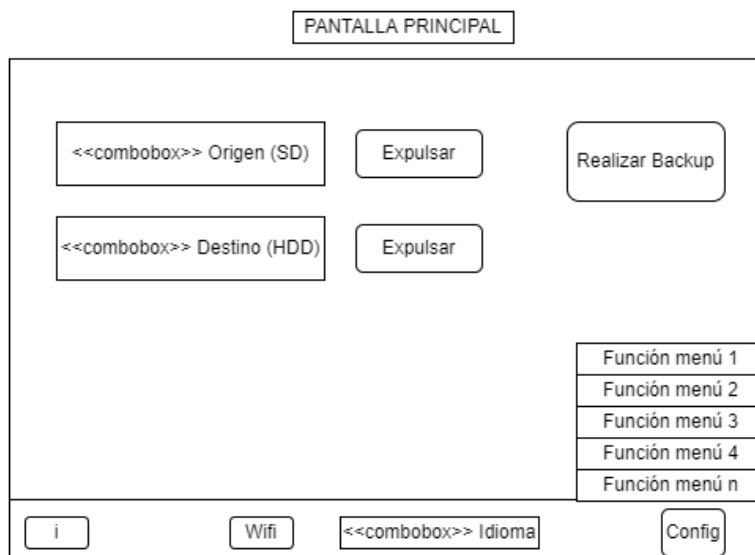 PANTALLA PRINCIPAL
<<combobox>> Origen (SD)
Expulsar
Realizar Backup
<<combobox>> Destino (HDD)
Expulsar
Función menú 1
Función menú 2
Función menú 3
Función menú 4
Función menú n
i
Wifi
<<combobox>> Idioma
Config